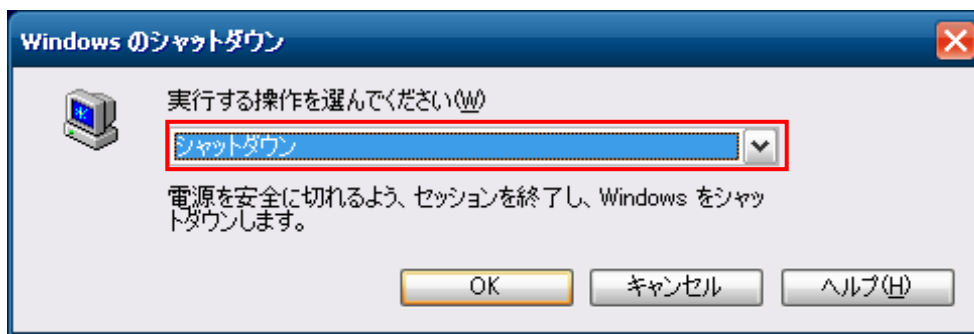 Windows のシャットダウン
実行する操作を選んでください(W)
シャットダウン
電源を安全に切れるよう、セッションを終了し、Windows をシャッ
トダウンします。
OK キャンセル ヘルプ(H)